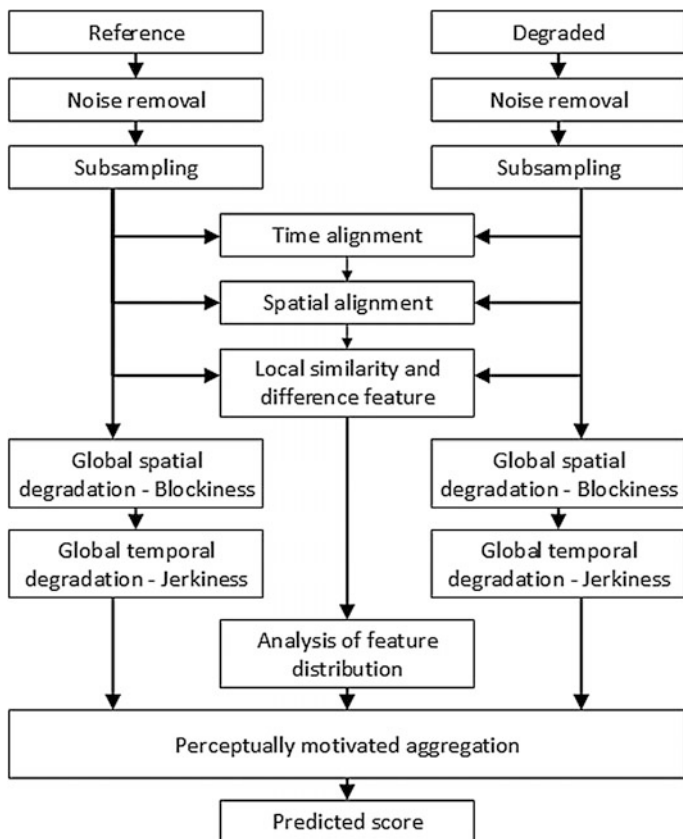 Reference
Degraded
Noise removal
Noise removal
Subsampling
Subsampling
Time alignment
Spatial alignment
Local similarity and
difference feature
Global spatial
degradation - Blockiness
Global spatial
degradation - Blockiness
Global temporal
degradation - Jerkiness
Global temporal
degradation - Jerkiness
Analysis of feature
distribution
Perceptually motivated aggregation
Predicted score